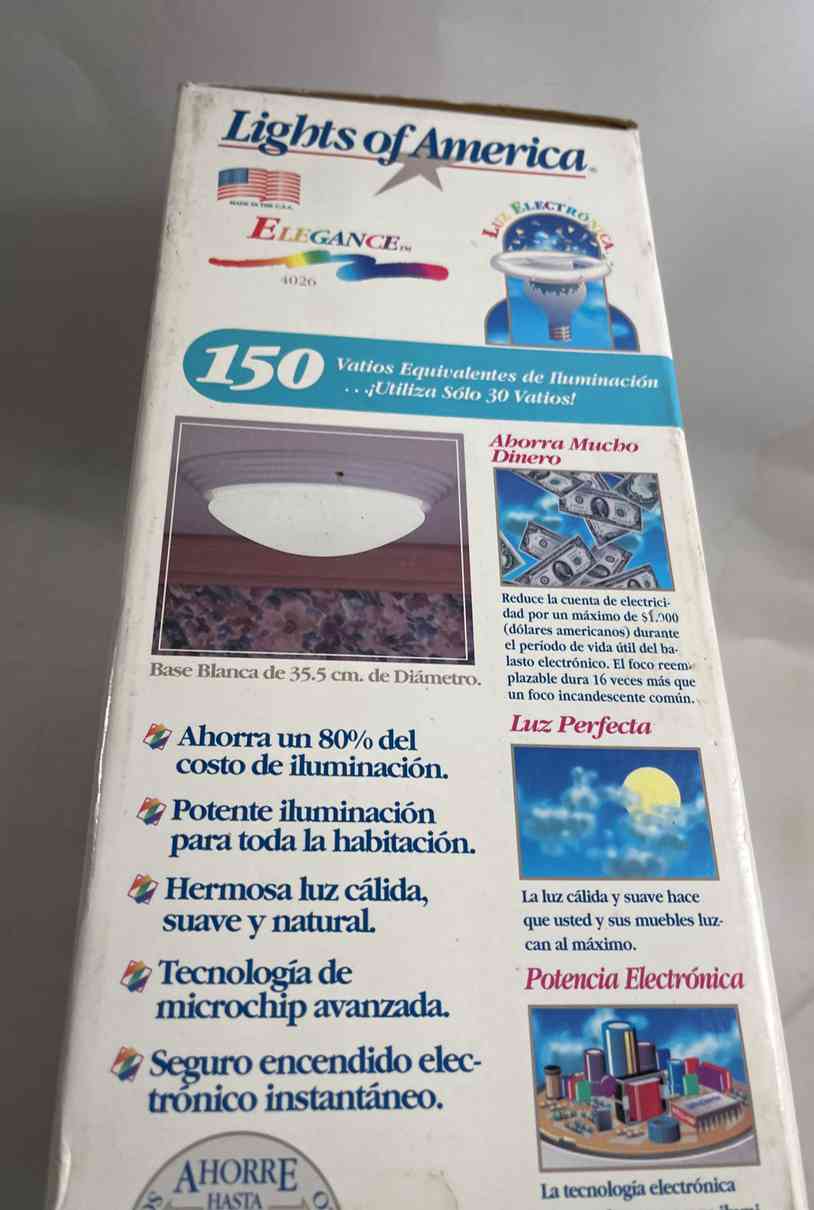 Lights of America
MADE IN THE U.S.A.
ELEGANCE™
4026
LUZ ELECTRÓNICA
150 Vatios Equivalentes de Iluminación
...¡Utiliza Sólo 30 Vatios!
Base Blanca de 35.5 cm. de Diámetro.
Ahorra un 80% del
costo de iluminación.
Potente iluminación
para toda la habitación.
Hermosa luz cálida,
suave y natural.
Tecnología de
microchip avanzada.
Seguro encendido elec-
trónico instantáneo.
AHORRE
HASTA
Ahorra Mucho
Dinero
Reduce la cuenta de electrici-
dad por un máximo de
(dólares americanos) durante
el período de vida útil del ba-
lasto electrónico. El foco reem-
plazable dura 16 veces más que
un foco incandescente común.
Luz Perfecta
La luz cálida y suave hace
que usted y sus muebles luz-
can al máximo.
Potencia Electrónica
La tecnología electrónica